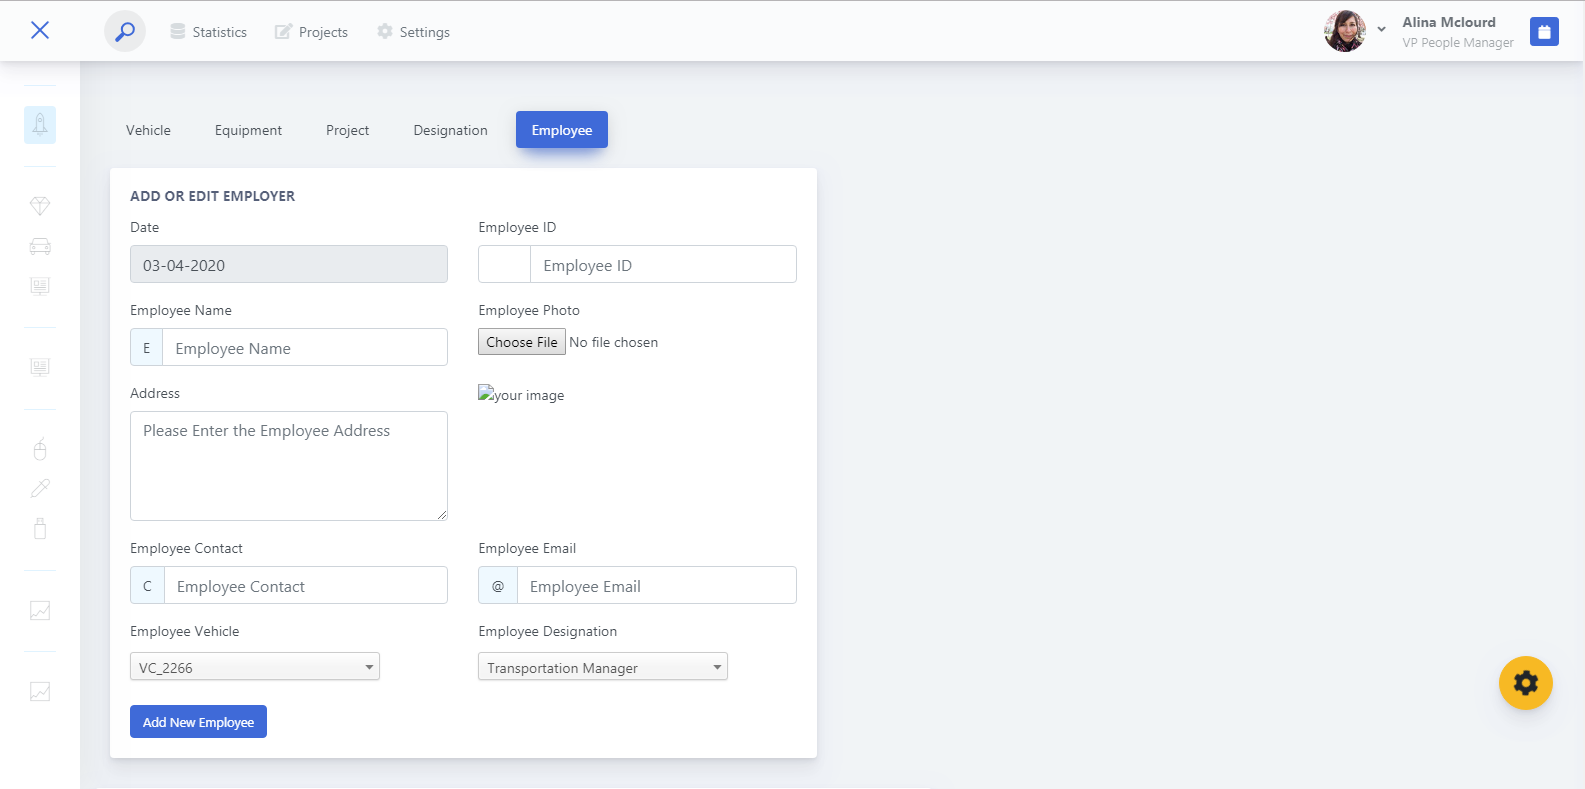 Statistics Projects Settings Alina Mclourd
VP People Manager
Vehicle Equipment Project Designation Employee
ADD OR EDIT EMPLOYER
Date Employee ID
03-04-2020 Employee ID
Employee Name Employee Photo
E Employee Name Choose File No file chosen
Address your image
Please Enter the Employee Address
Employee Contact Employee Email
C Employee Contact @ Employee Email
Employee Vehicle Employee Designation
VC_2266 Transportation Manager
Add New Employee